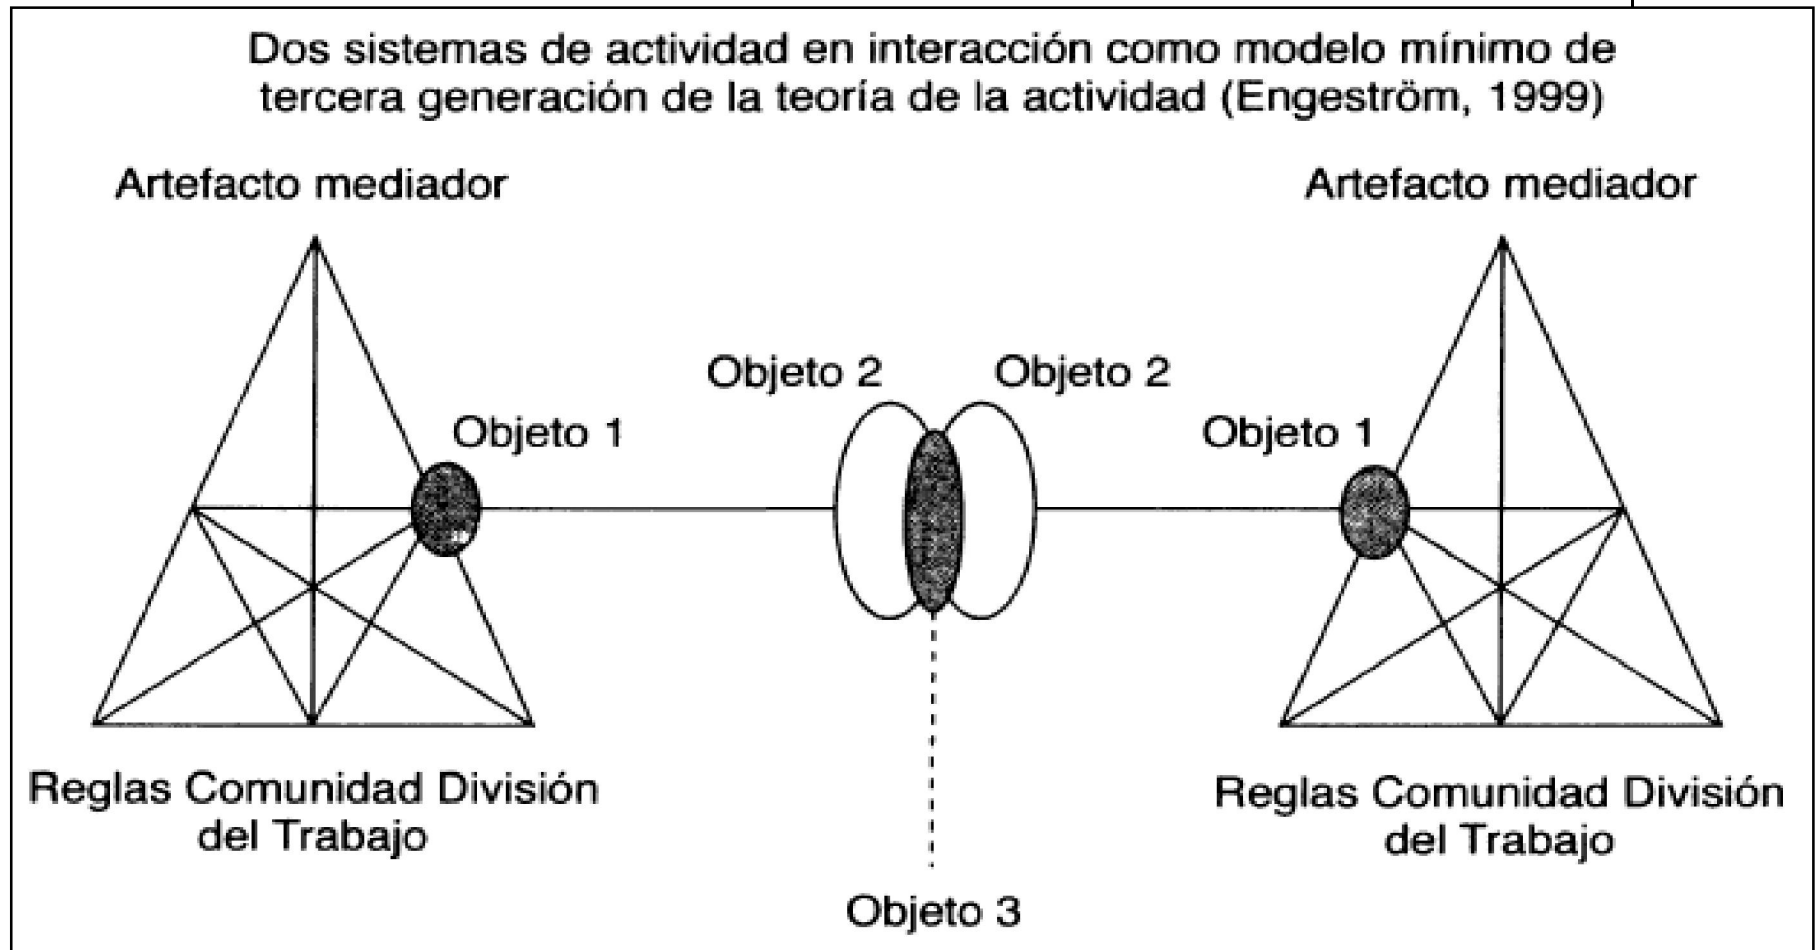 Dos sistemas de actividad en interacción como modelo mínimo de
tercera generación de la teoría de la actividad (Engeström, 1999)
Artefacto mediador
Artefacto mediador
Objeto 2
Objeto 2
Objeto 1
Objeto 1
Reglas Comunidad División
del Trabajo
Reglas Comunidad División
del Trabajo
Objeto 3